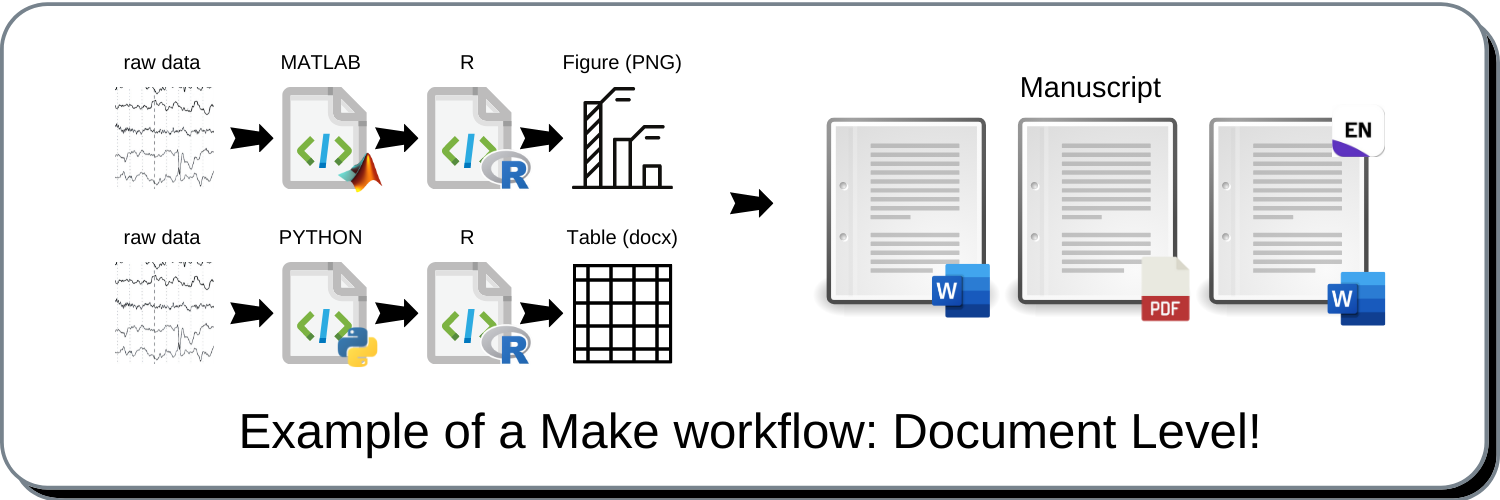 raw data
MATLAB
R
Figure (PNG)
Manuscript
EN
</>
</>
R
raw data
PYTHON
R
Table (docx)
</>
</>
R
W
PDF
W
Example of a Make workflow: Document Level!